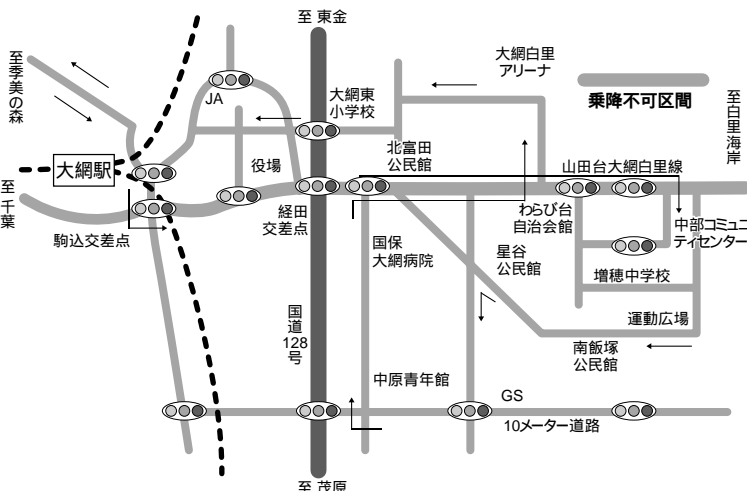 至 東金
至季美の森
JA
大網東
小学校
大網白里
アリーナ
乗降不可区間
至白里海岸
大網駅
役場
北富田
公民館
山田台大網白里線
至 千葉
駒込交差点
経田
交差点
わらび台
自治会館
中部コミュニ
ティセンター
国保
大網病院
星谷
公民館
増穂中学校
国道128号
運動広場
南飯塚
公民館
中原青年館
GS
10メーター道路
至 茂原